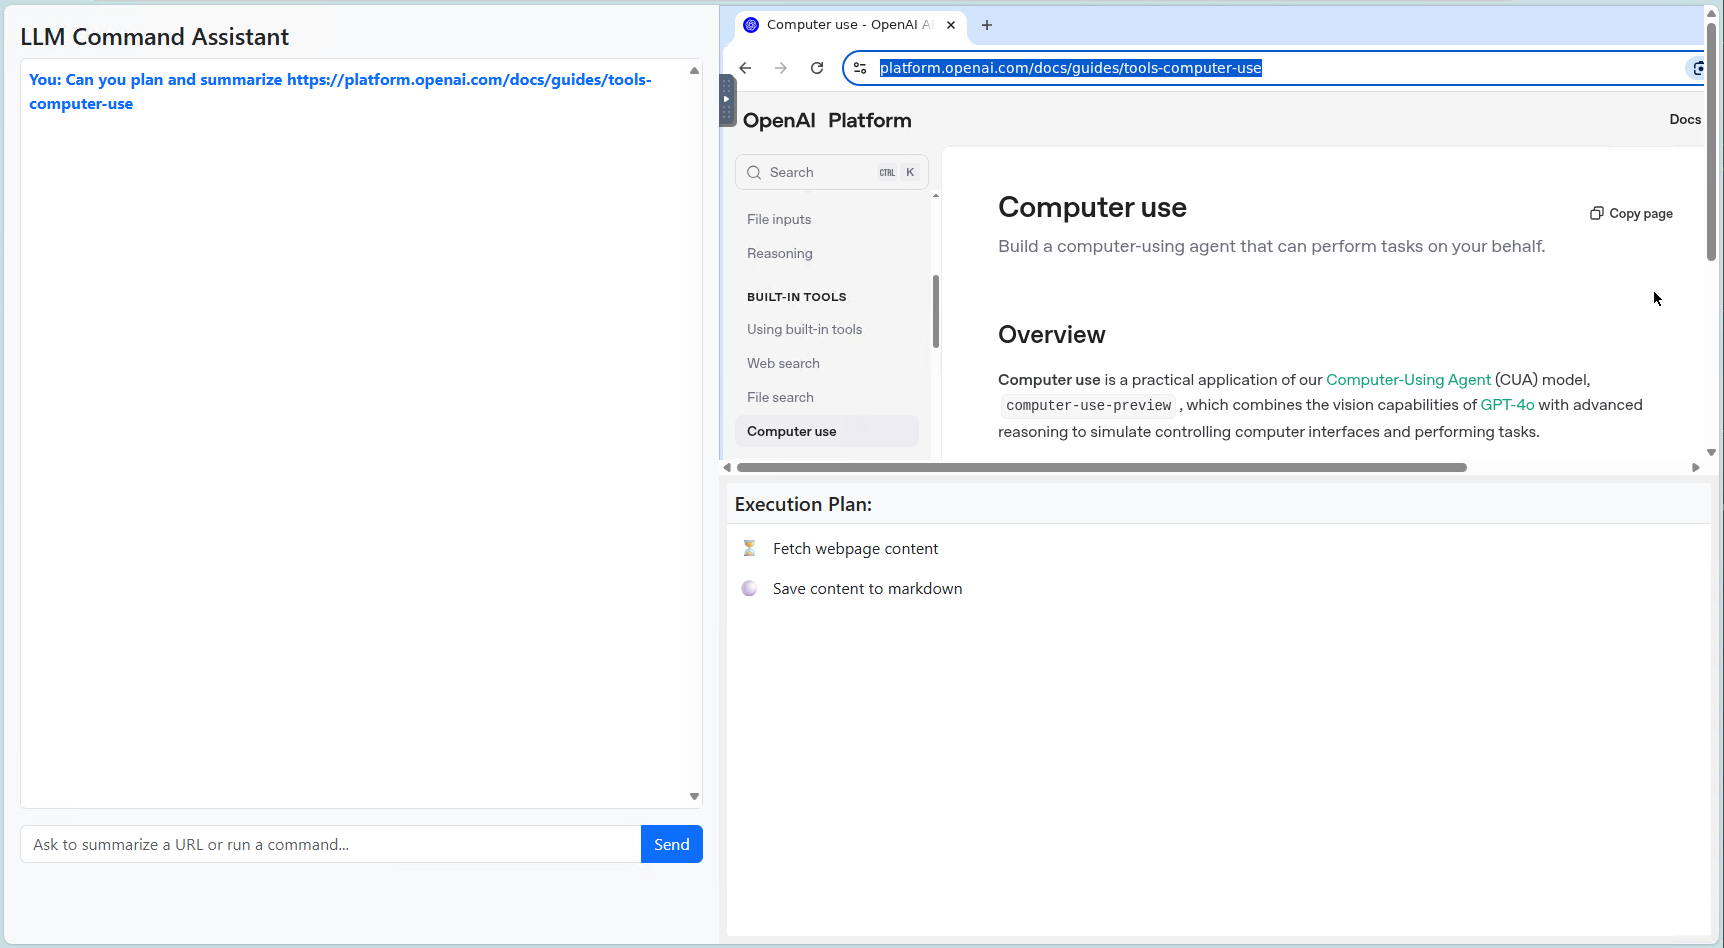 LLM Command Assistant
You: Can you plan and summarize https://platform.openai.com/docs/guides/tools-
computer-use
Ask to summarize a URL or run a command...
Send
Computer use - OpenAI A
platform.openai.com/docs/guides/tools-computer-use
OpenAI Platform
Docs
Search
CTRL K
File inputs
Reasoning
BUILT-IN TOOLS
Using built-in tools
Web search
File search
Computer use
Computer use
Copy page
Build a computer-using agent that can perform tasks on your behalf.
Overview
Computer use is a practical application of our Computer-Using Agent (CUA) model,
computer-use-preview , which combines the vision capabilities of GPT-4o with advanced
reasoning to simulate controlling computer interfaces and performing tasks.
Execution Plan:
Fetch webpage content
Save content to markdown